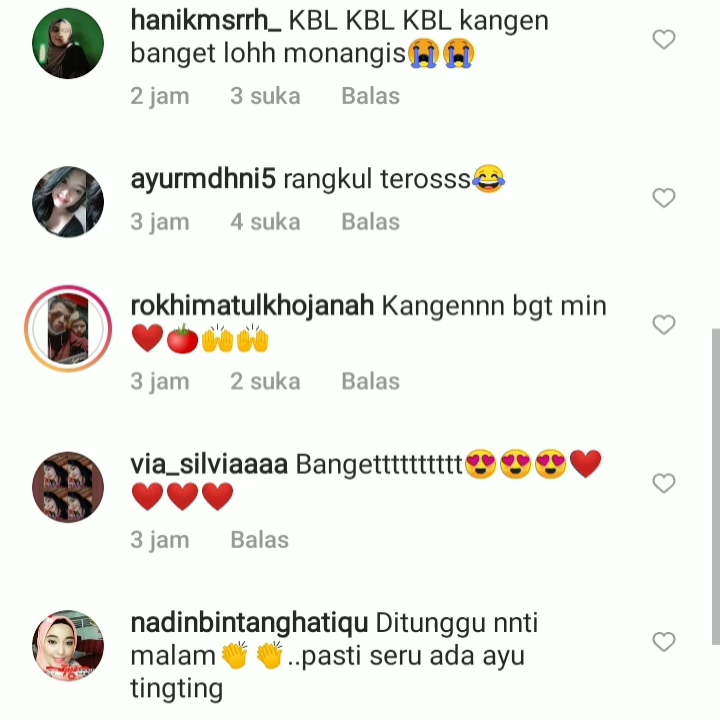 hanikmsrrh_ KBL KBL KBL kangen
banget lohh monangis😭😭
2 jam 3 suka Balas
ayurmdhni5 rangkul terosss😂
3 jam 4 suka Balas
rokhimatulkhojanah Kangennn bgt min
❤️🍅🙌🙌
3 jam 2 suka Balas
via_silviaaaa Bangetttttttttt😍😍😍❤️
❤️❤️❤️
3 jam Balas
nadinbintanghatiqu Ditunggu nnti
malam👏👏..pasti seru ada ayu
tingting